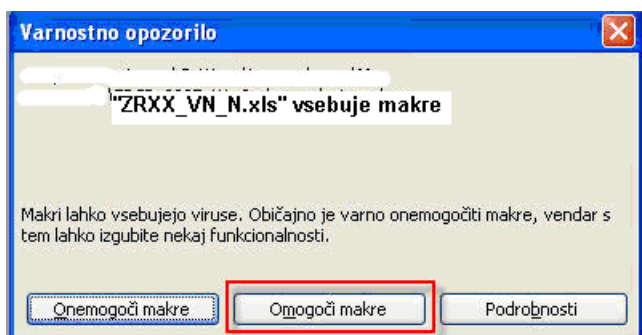 Varnostno opozorilo
"ZRXX_VN_N.xls" vsebuje makre
Makri lahko vsebujejo viruse. Običajno je varno onemogočiti makre, vendar s
tem lahko izgubite nekaj funkcionalnosti.
Onemogoči makre
Omogoči makre
Podrobnosti